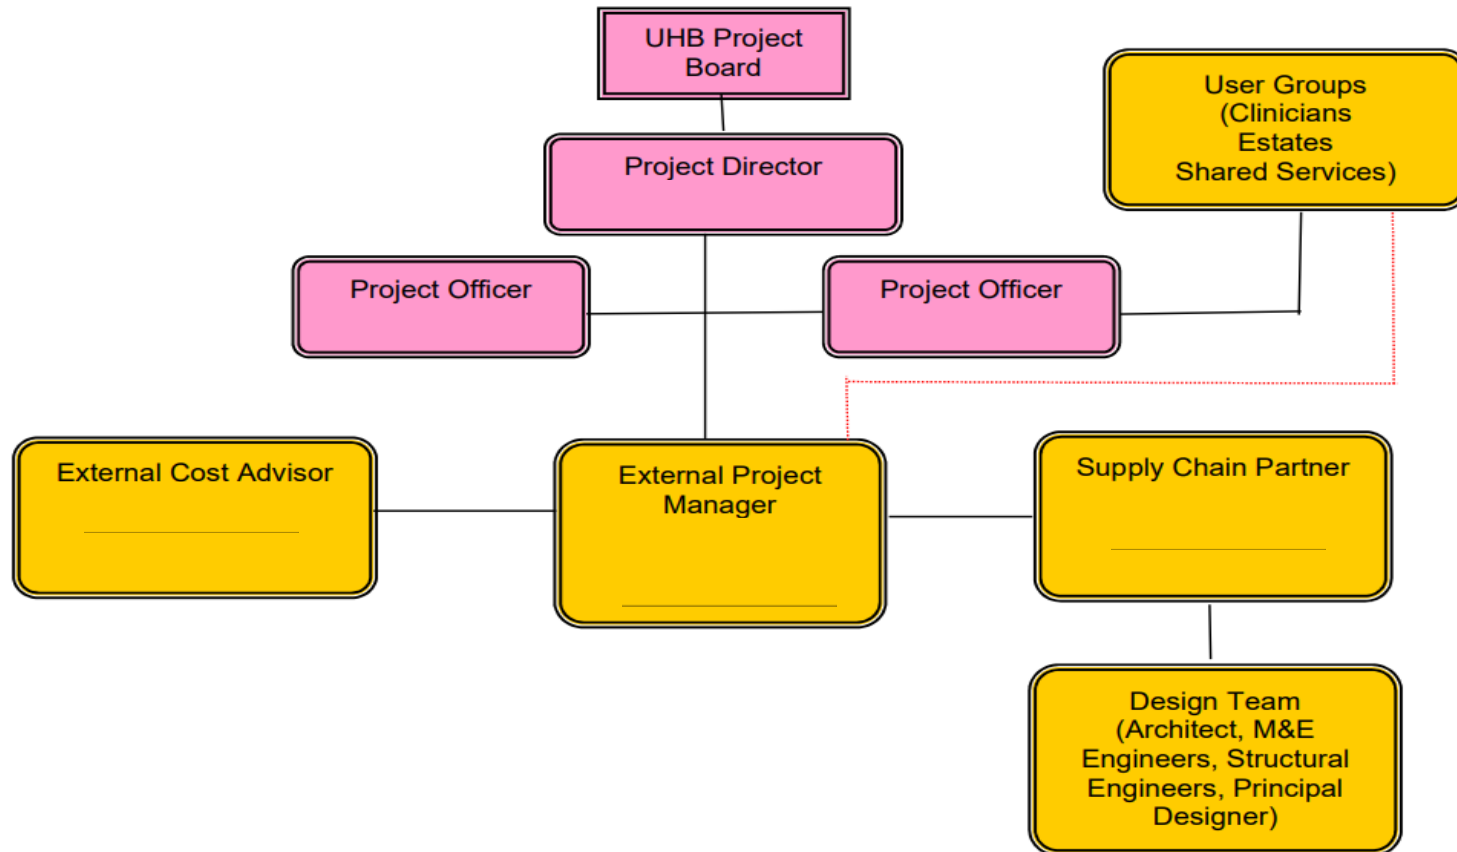 UHB Project
Board
User Groups
(Clinicians
Estates
Shared Services)
Project Director
Project Officer
Project Officer
External Cost Advisor
External Project
Manager
Supply Chain Partner
Design Team
(Architect, M&E
Engineers, Structural
Engineers, Principal
Designer)